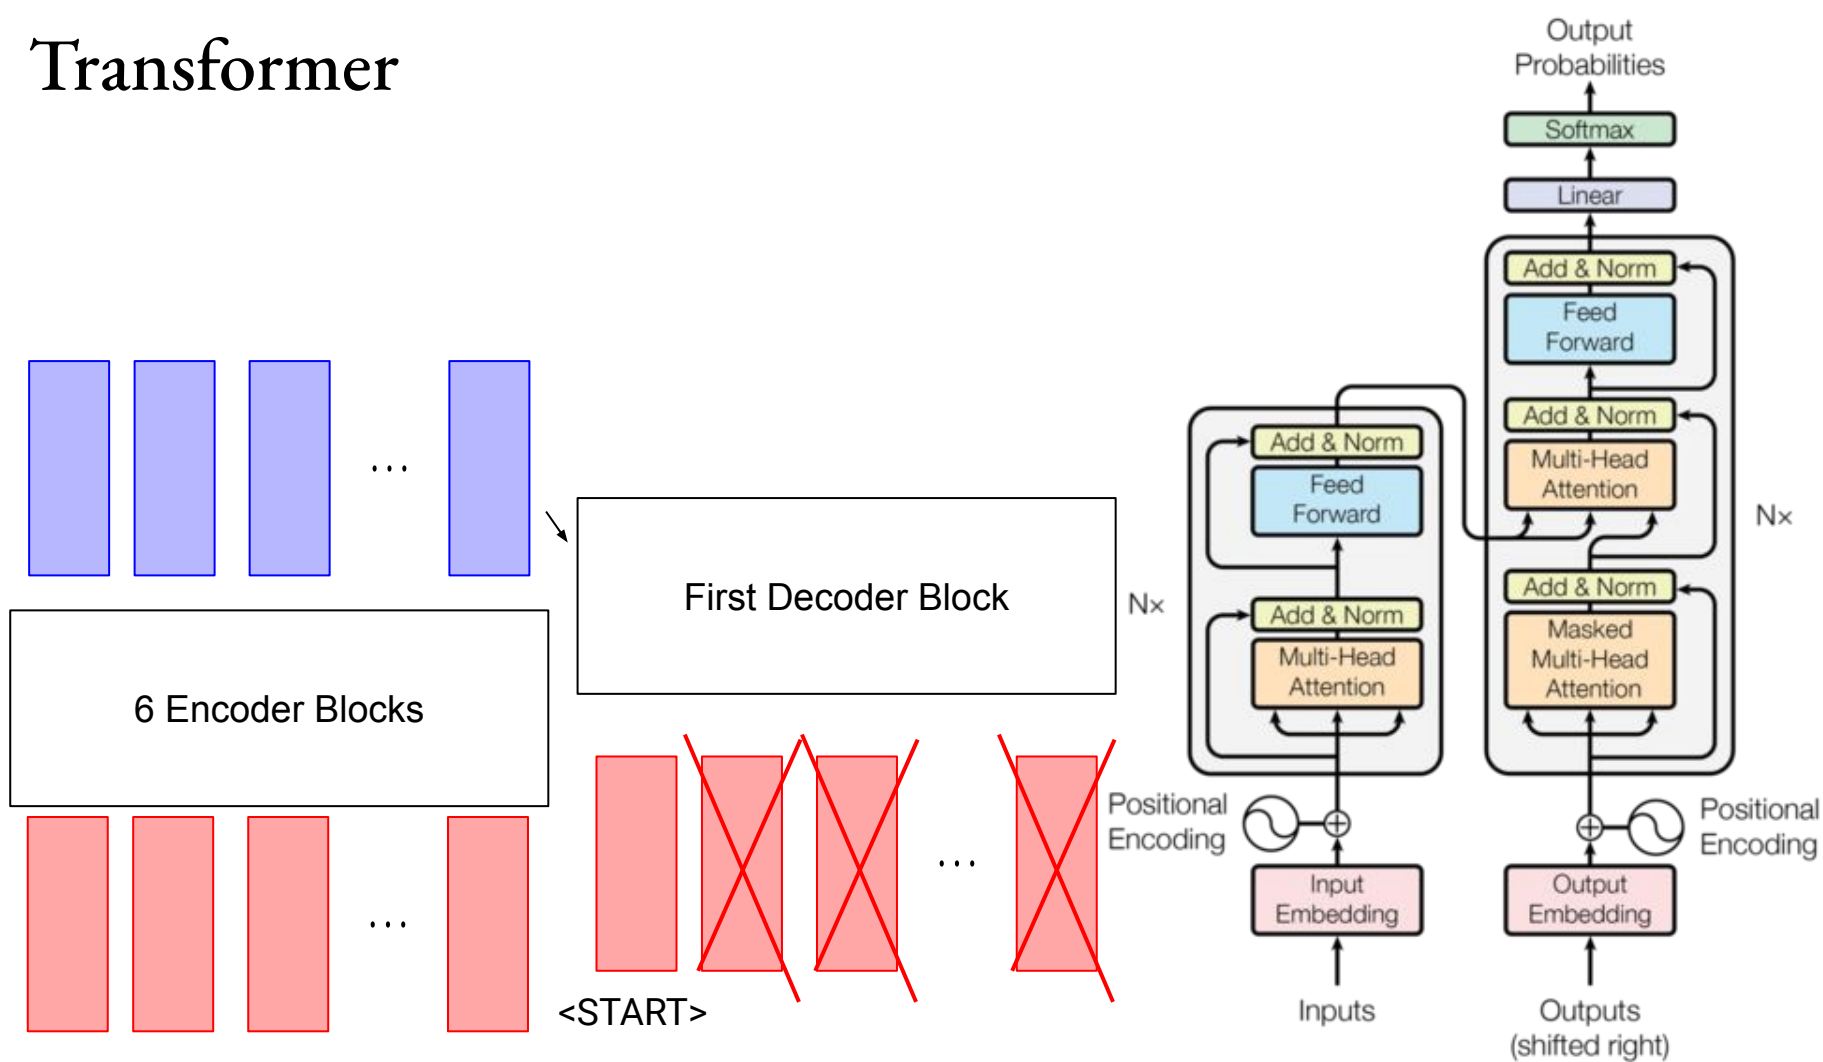 Transformer
...
6 Encoder Blocks
...
First Decoder Block
...
<START>
Output
Probabilities
Softmax
Linear
Add & Norm
Feed
Forward
Add & Norm
Multi-Head
Attention
Nx
Add & Norm
Masked
Multi-Head
Attention
Add & Norm
Feed
Forward
Nx
Add & Norm
Multi-Head
Attention
Positional
Encoding
Positional
Encoding
Input
Embedding
Output
Embedding
Inputs
Outputs
(shifted right)